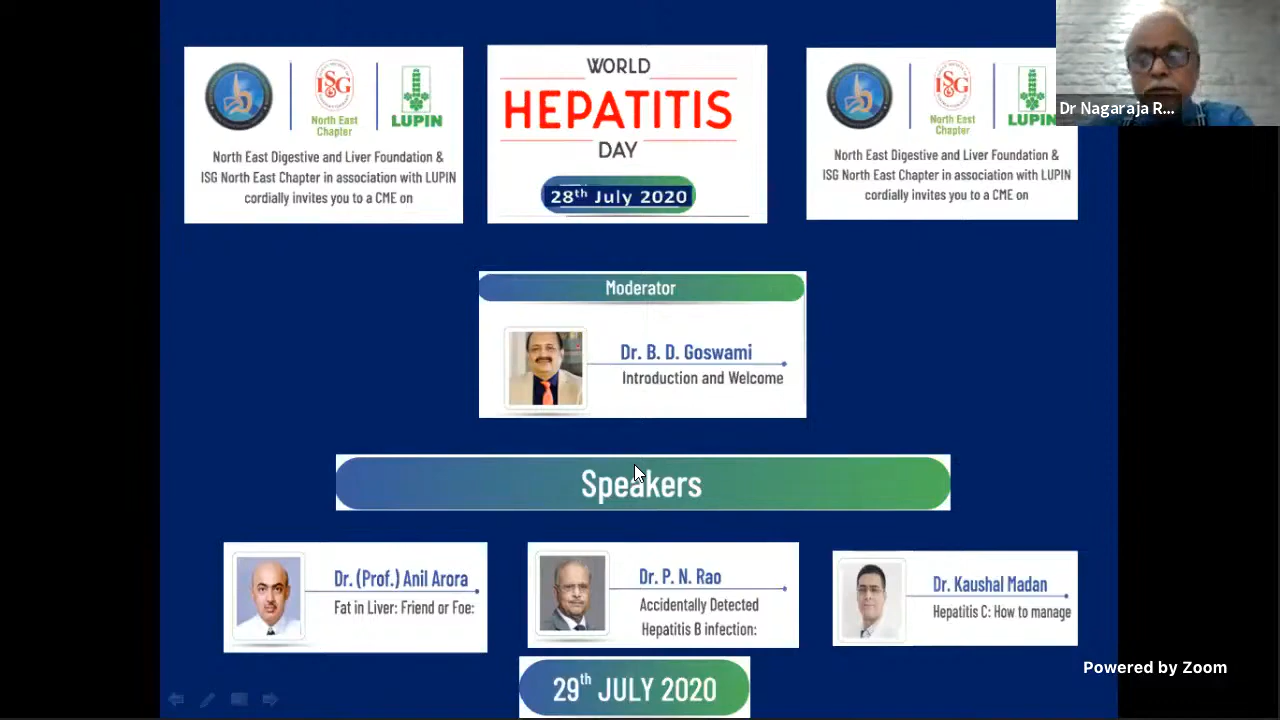 ISG
North East
Chapter
LUPIN
North East Digestive and Liver Foundation &
ISG North East Chapter in association with LUPIN
cordially invites you to a CME on
WORLD
HEPATITIS
DAY
28th July 2020
ISG
North East
Chapter
LUPIN
North East Digestive and Liver Foundation &
ISG North East Chapter in association with LUPIN
cordially invites you to a CME on
Dr Nagaraja R...
Moderator
Dr. B. D. Goswami
Introduction and Welcome
Speakers
Dr. (Prof.) Anil Arora
Fat in Liver: Friend or Foe:
Dr. P. N. Rao
Accidentally Detected
Hepatitis B infection:
Dr. Kaushal Madan
Hepatitis C: How to manage
29th JULY 2020
Powered by Zoom